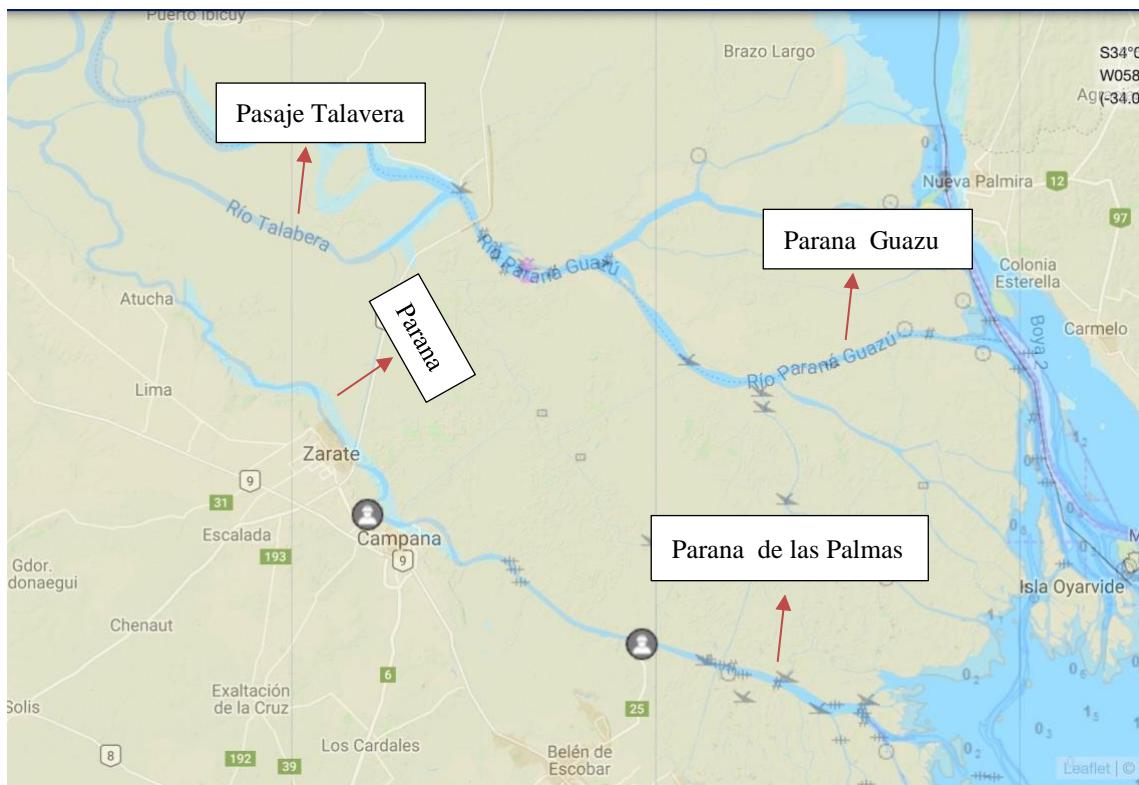 Puerto Ibicuy
Brazo Largo
S34°0
W058
(-34.0
Pasaje Talavera
Nueva Palmira
12
97
Río Talabera
Río Paraná Guazú
Parana Guazu
Colonia
Esterella
Atuch­a
Parana
Boya 2
Carmelo
Río Paraná Guazú
Lima
Zarate
9
31
Escalada
193
Campana
9
Parana de las Palmas
Gdor.
donaegui
Isla Oyarvide
M
Chenaut
6
Exaltación
de la Cruz
Solis
25
8
192
39
Los Cardales
Belén de
Escobar
Leaflet | ©